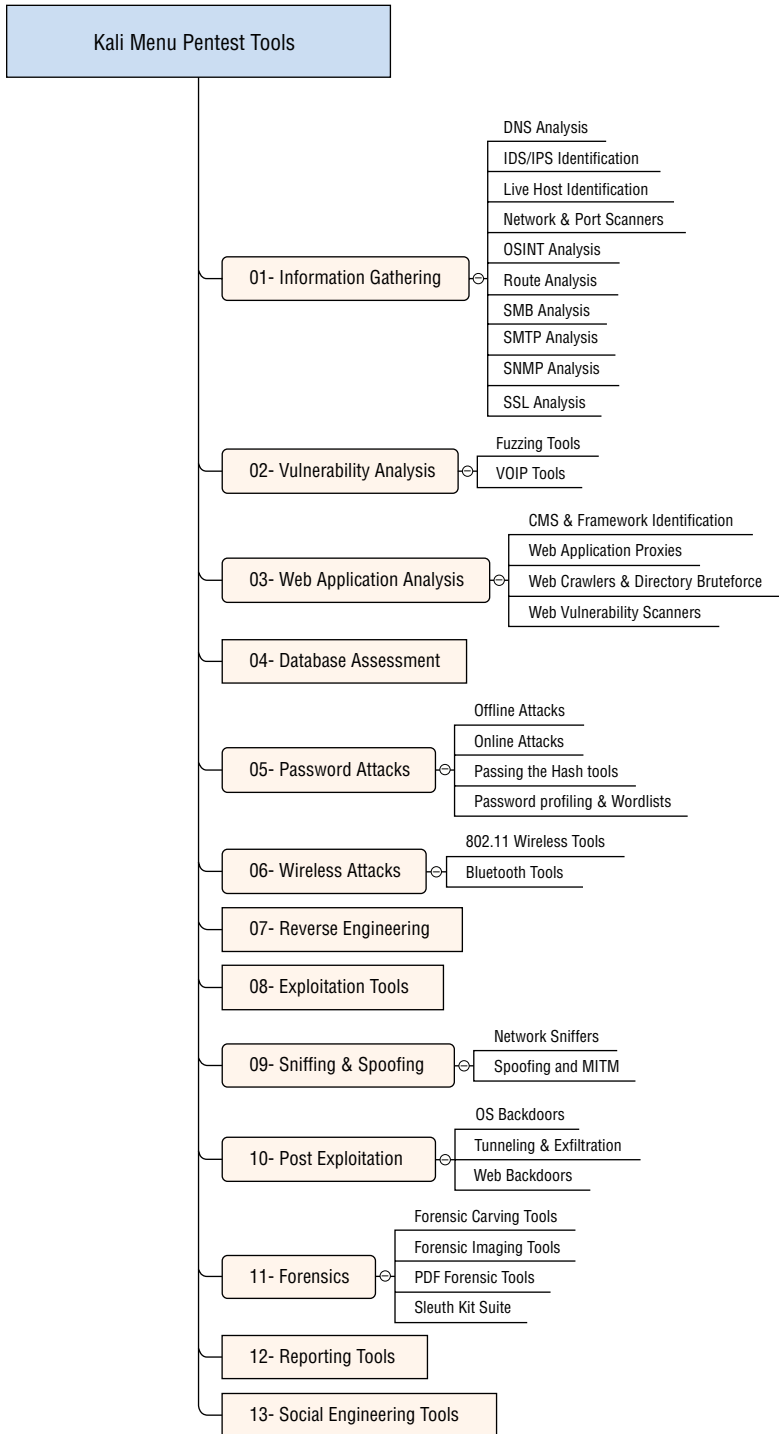 Kali Menu Pentest Tools
01- Information Gathering
DNS Analysis
IDS/IPS Identification
Live Host Identification
Network & Port Scanners
OSINT Analysis
Route Analysis
SMB Analysis
SMTP Analysis
SNMP Analysis
SSL Analysis
02- Vulnerability Analysis
Fuzzing Tools
VOIP Tools
03- Web Application Analysis
CMS & Framework Identification
Web Application Proxies
Web Crawlers & Directory Bruteforce
Web Vulnerability Scanners
04- Database Assessment
05- Password Attacks
Offline Attacks
Online Attacks
Passing the Hash tools
Password profiling & Wordlists
06- Wireless Attacks
802.11 Wireless Tools
Bluetooth Tools
07- Reverse Engineering
08- Exploitation Tools
09- Sniffing & Spoofing
Network Sniffers
Spoofing and MITM
10- Post Exploitation
OS Backdoors
Tunneling & Exfiltration
Web Backdoors
11- Forensics
Forensic Carving Tools
Forensic Imaging Tools
PDF Forensic Tools
Sleuth Kit Suite
12- Reporting Tools
13- Social Engineering Tools